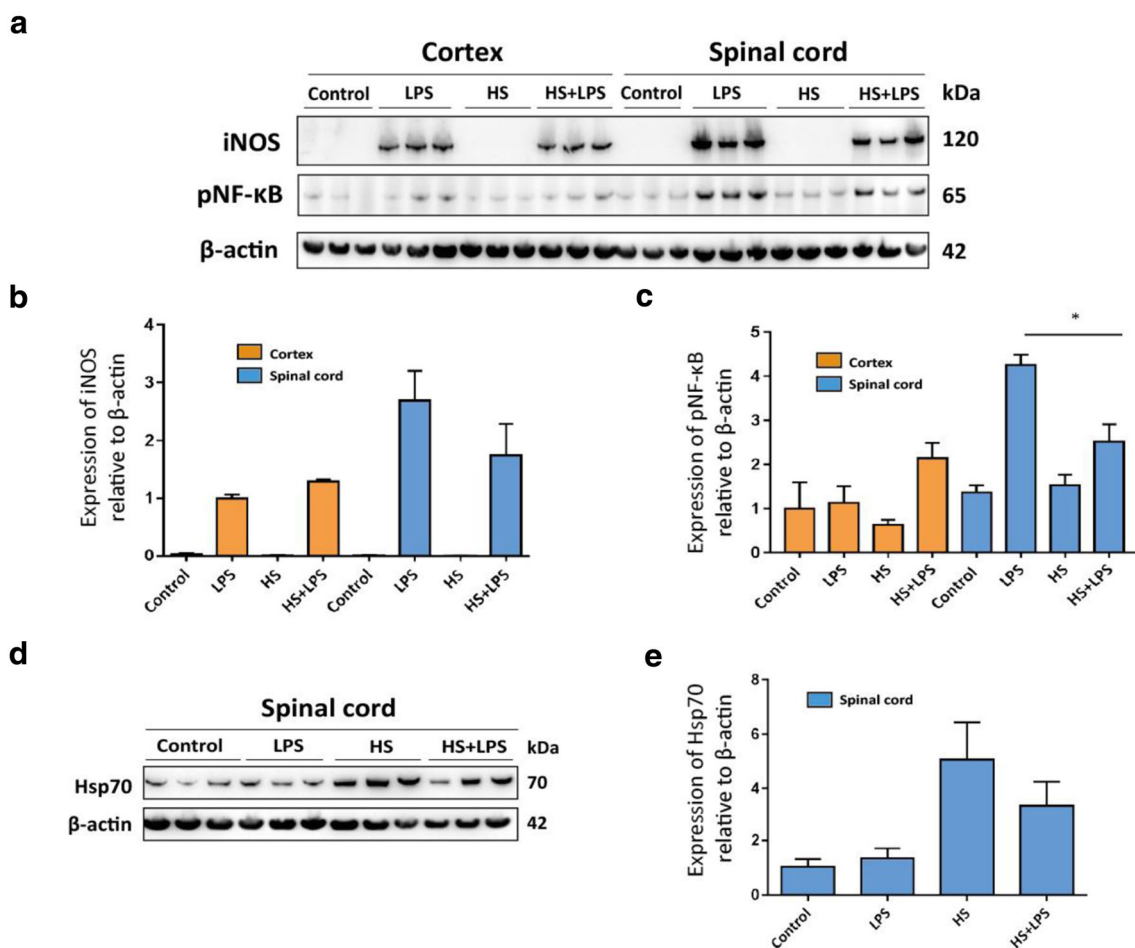 a
Cortex Spinal cord
Control LPS HS HS+LPS Control LPS HS HS+LPS kDa
iNOS 120
pNF-κB 65
β-actin 42
b
4
3
2
1
0
Expression of iNOS
relative to β-actin
Cortex
Spinal cord
Control LPS HS HS+LPS Control LPS HS HS+LPS
c
5
4
3
2
1
0
Expression of pNF-κB
relative to β-actin
Cortex
Spinal cord
*
Control LPS HS HS+LPS Control LPS HS HS+LPS
d
Spinal cord
Control LPS HS HS+LPS kDa
Hsp70 70
β-actin 42
e
8
6
4
2
0
Expression of Hsp70
relative to β-actin
Spinal cord
Control LPS HS HS+LPS